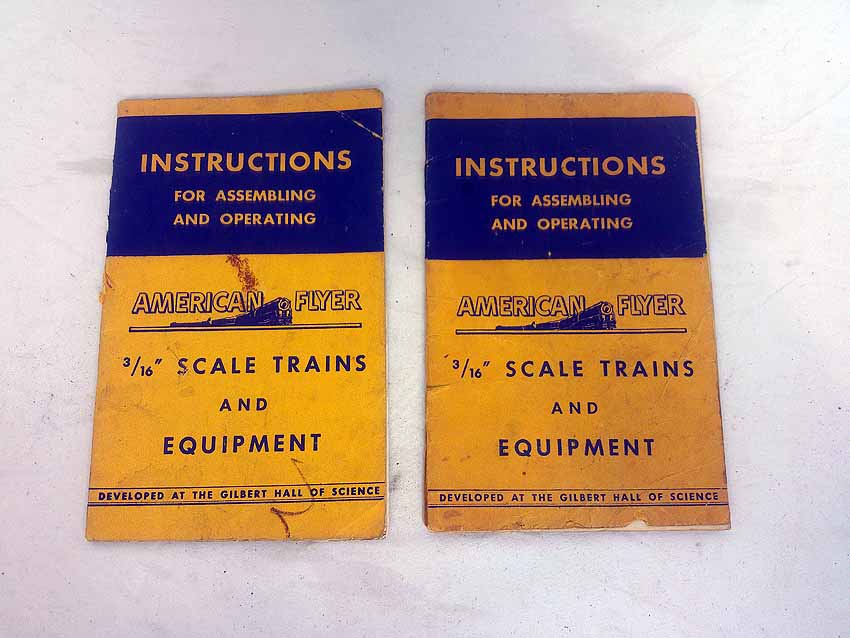 INSTRUCTIONS
FOR ASSEMBLING
AND OPERATING
AMERICAN FLYER
3/16" SCALE TRAINS
AND
EQUIPMENT
DEVELOPED AT THE GILBERT HALL OF SCIENCE
INSTRUCTIONS
FOR ASSEMBLING
AND OPERATING
AMERICAN FLYER
3/16" SCALE TRAINS
AND
EQUIPMENT
DEVELOPED AT THE GILBERT HALL OF SCIENCE